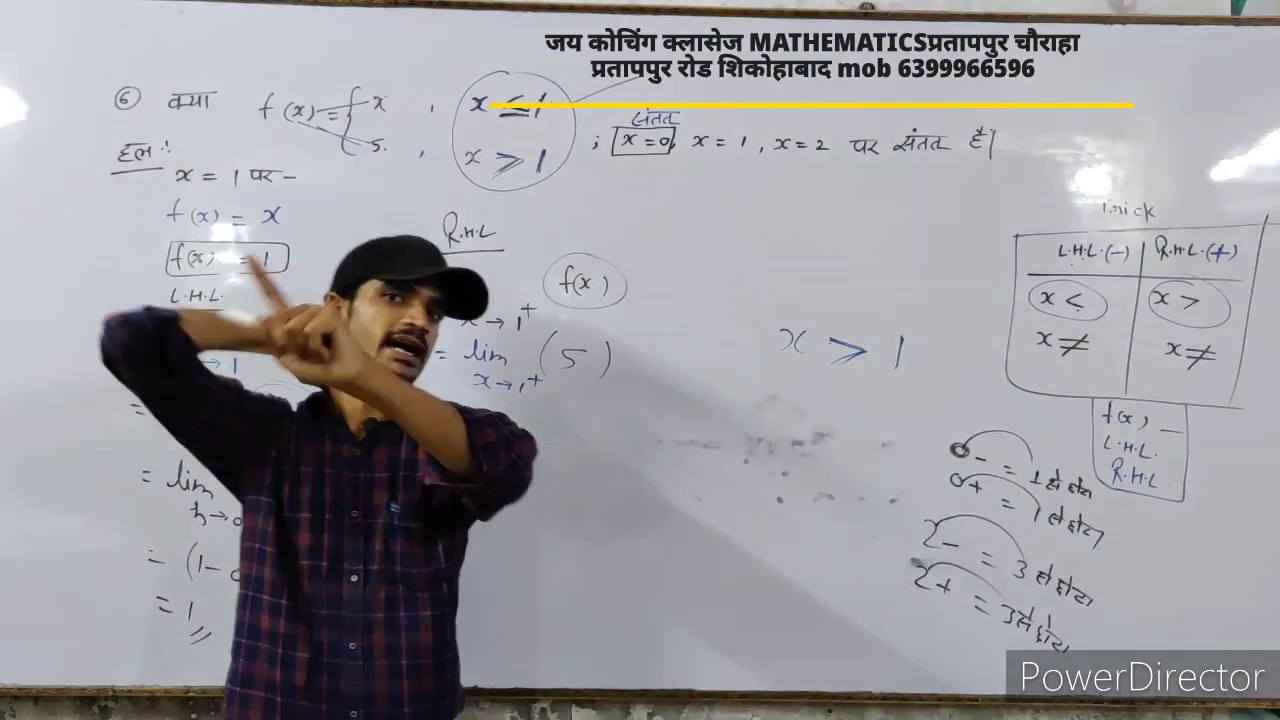 जय कोचिंग क्लासेज MATHEMATICSप्रतापपुर चौराहा
प्रतापपुर रोड शिकोहाबाद mob 6399966596
⑥ क्या f(x) = { x , x ≤ 1
5. , x > 1 ; x = 0, x = 1, x = 2 पर संतत है|
संतत
हल :
x = 1 पर –
f(x) = x
f(x) = 1
L.H.L.
→ 1
=
= lim
h → 0
= (1 – 0
= 1
R.H.L
f(x)
x → 1⁺
= lim (5)
x → 1⁺
x > 1
Trick
L.H.L.(-) R.H.L.(+)
x < x >
x ≠ x ≠
f(x) –
L.H.L.
R.H.L
0 – = 1 से छोटा
0+ = 1 से छोटा
2 – = 3 से छोटा
2+ = 3 से छोटा
PowerDirector